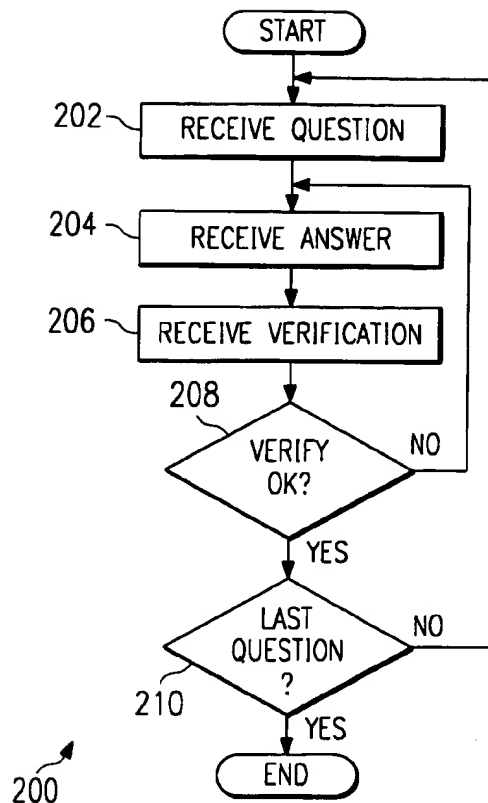 START
202
RECEIVE QUESTION
204
RECEIVE ANSWER
206
RECEIVE VERIFICATION
208
VERIFY
OK?
NO
YES
LAST
QUESTION
?
NO
210
YES
END
200